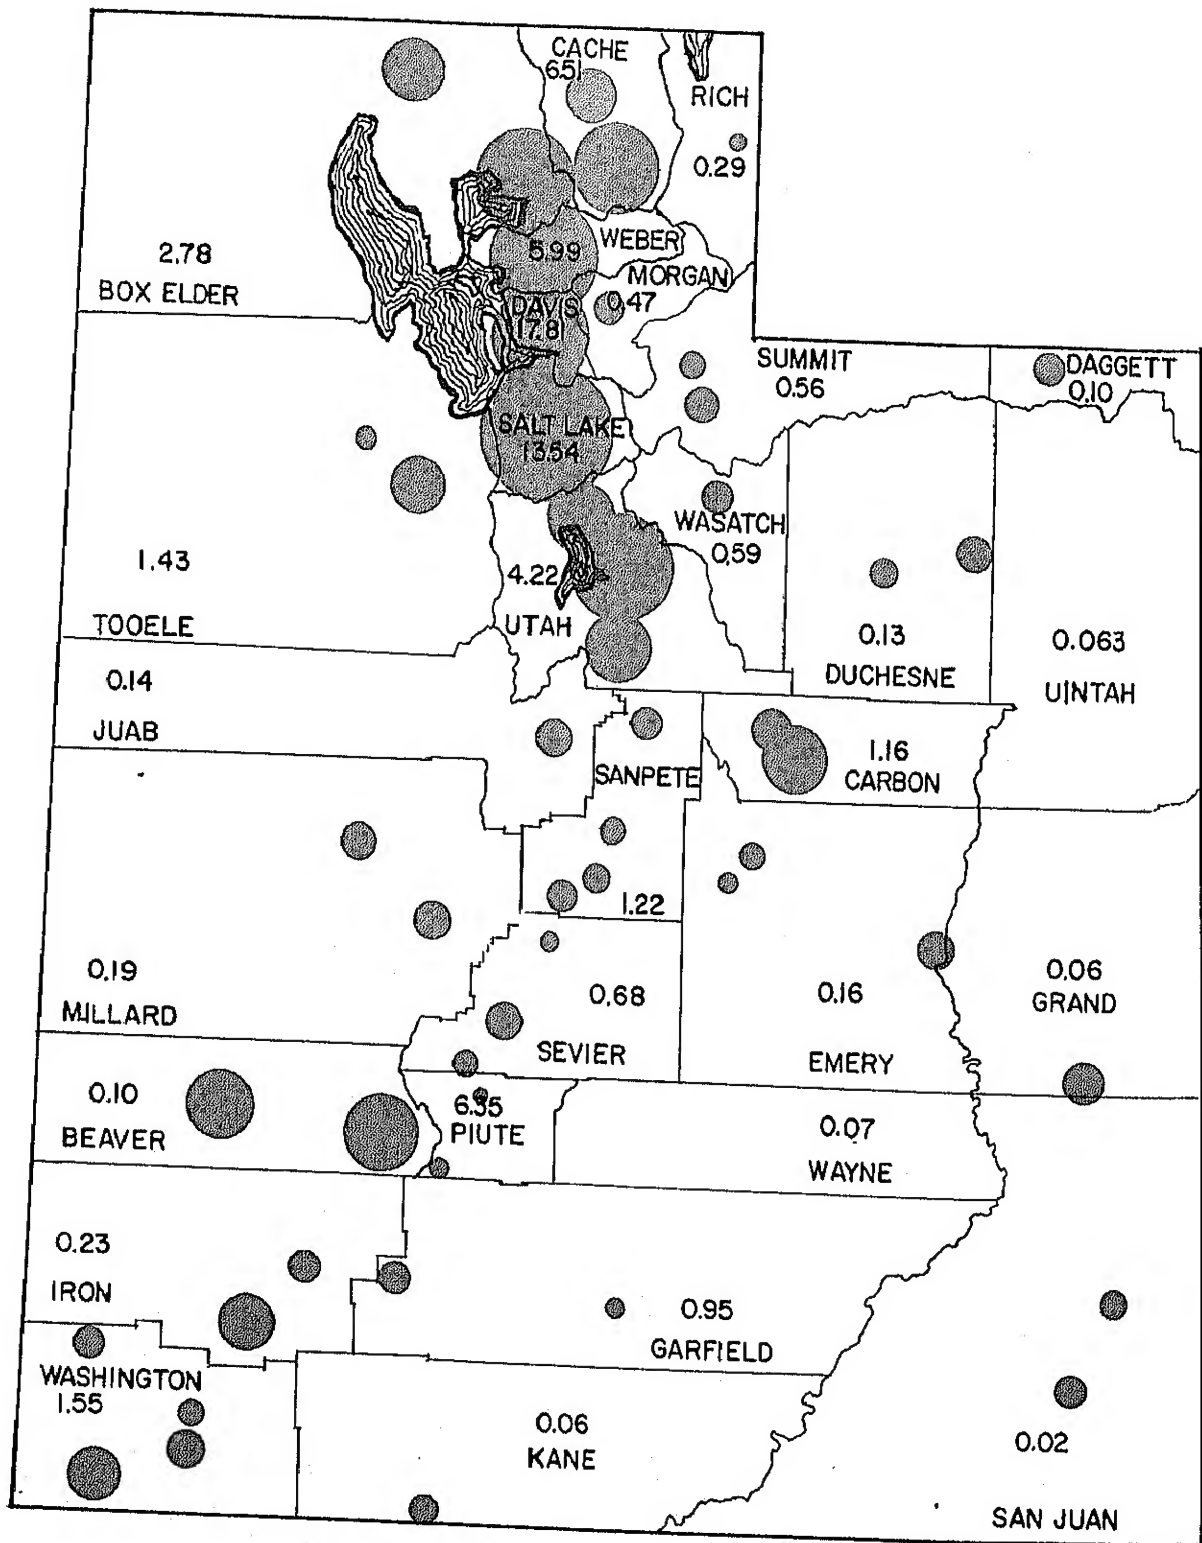 CACHE
6.51
RICH
0.29
2.78
BOX ELDER
5.99
WEBER
MORGAN
0.47
DAVIS
17.81
SUMMIT
0.56
DAGGETT
0.10
SALT LAKE
13.54
WASATCH
0.59
1.43
TOOELE
4.22
UTAH
0.13
DUCHESNE
0.063
UINTAH
0.14
JUAB
SANPETE
1.22
1.16
CARBON
0.19
MILLARD
0.68
SEVIER
0.16
EMERY
0.06
GRAND
0.10
BEAVER
6.35
PIUTE
0.07
WAYNE
0.23
IRON
0.95
GARFIELD
WASHINGTON
1.55
0.06
KANE
0.02
SAN JUAN